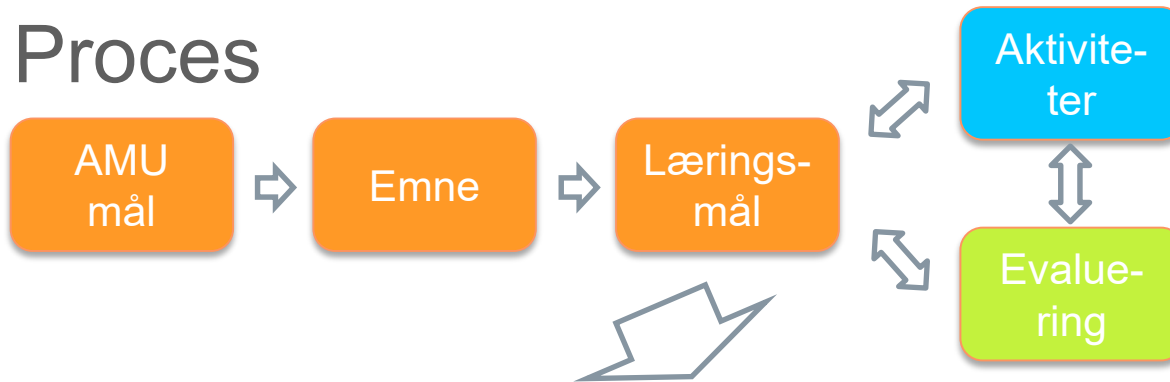 Proces
AMU
mål
Emne
Lærings-
mål
Aktivite-
ter
Evalue-
ring